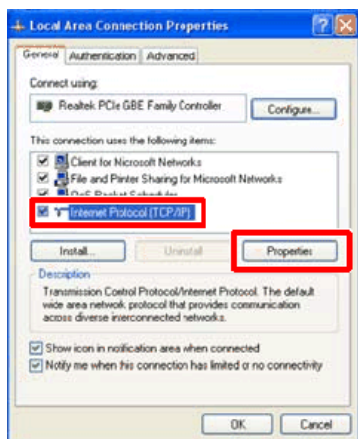 Local Area Connection Properties
General Authentication Advanced
Connect using:
Realtek PCIe GBE Family Controller Configure...
This connection uses the following items:
Client for Microsoft Networks
File and Printer Sharing for Microsoft Networks
QoS Packet Scheduler
Internet Protocol (TCP/IP)
Install... Uninstall Properties
Description
Transmission Control Protocol/Internet Protocol. The default
wide area network protocol that provides communication
across diverse interconnected networks.
Show icon in notification area when connected
Notify me when this connection has limited or no connectivity
OK Cancel